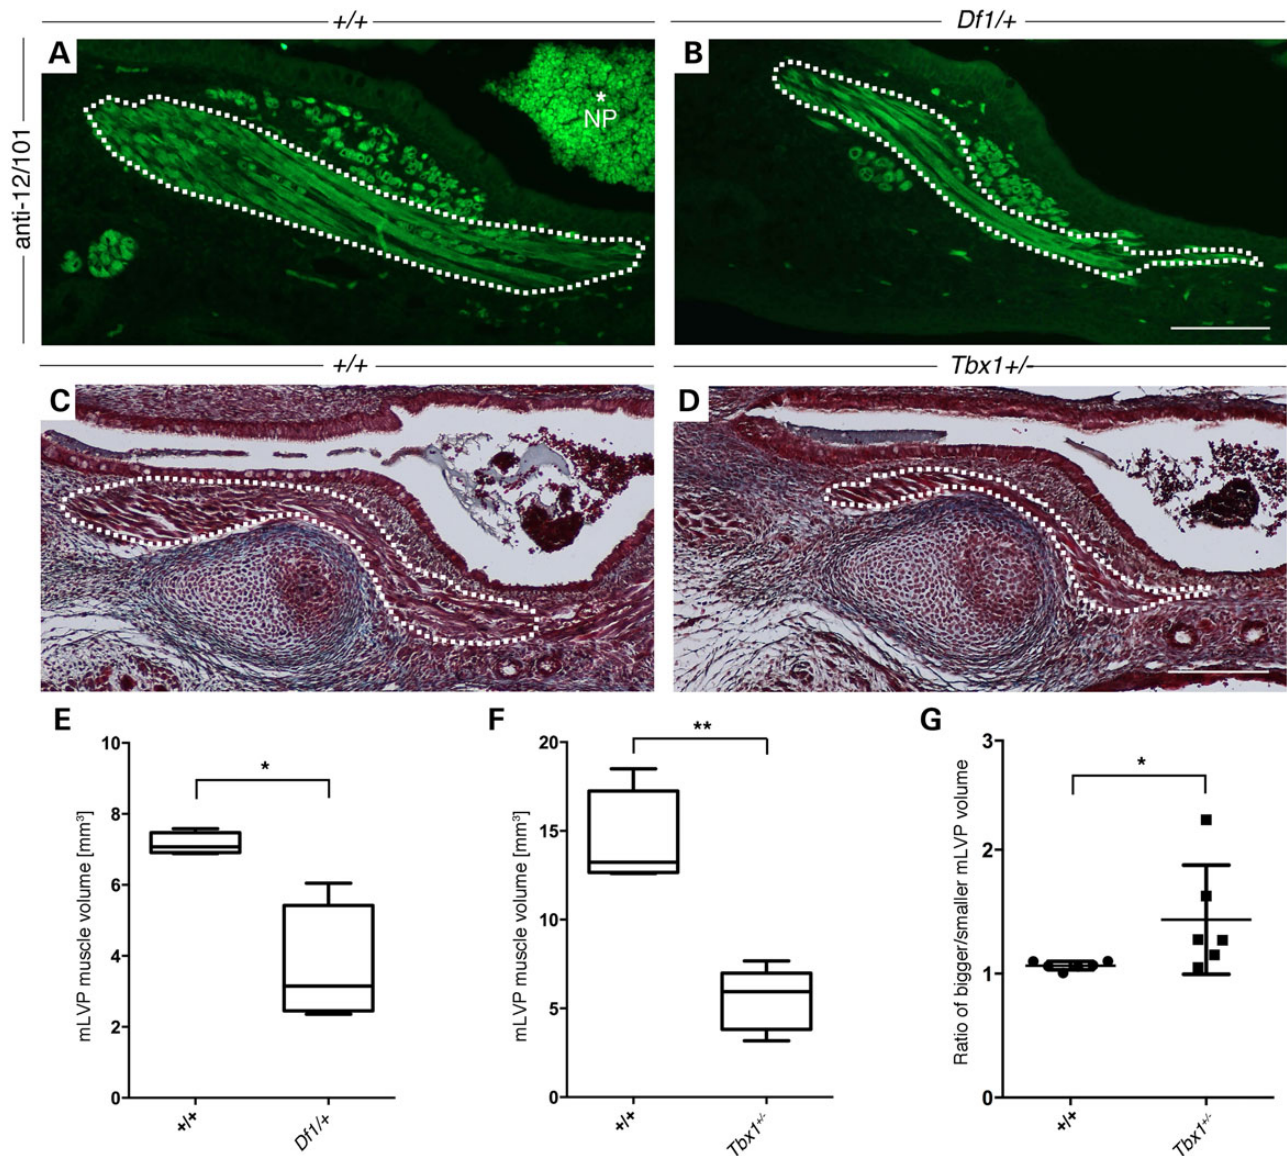 +/+
Df1/+
A
B
*
NP
anti-12/101
+/+
Tbx1+/-
C
D
E
F
G
mLVP muscle volume [mm³]
10
8
6
4
2
0
*
+/+
Df1/+
mLVP muscle volume [mm³]
20
15
10
5
0
**
+/+
Tbx1+/-
Ratio of bigger/smaller mLVP volume
3
2
1
0
*
+/+
Tbx1+/-